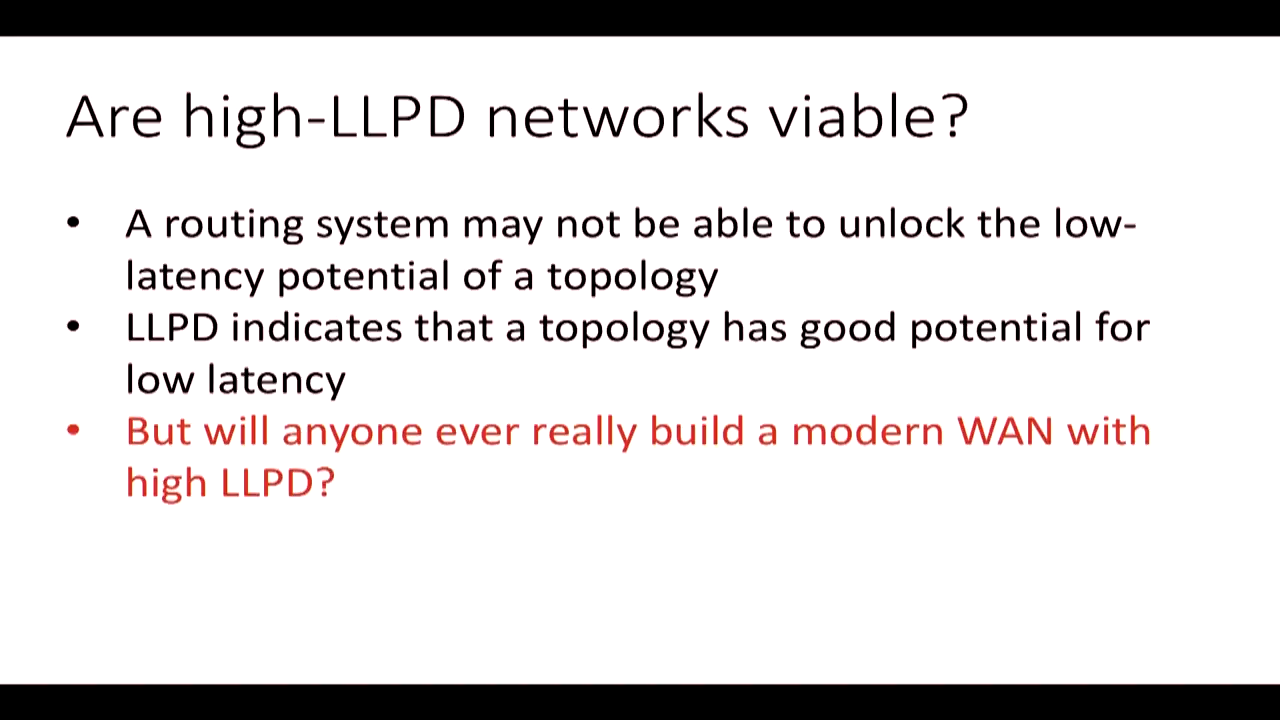 Are high-LLPD networks viable?
• A routing system may not be able to unlock the low-
latency potential of a topology
• LLPD indicates that a topology has good potential for
low latency
• But will anyone ever really build a modern WAN with
high LLPD?